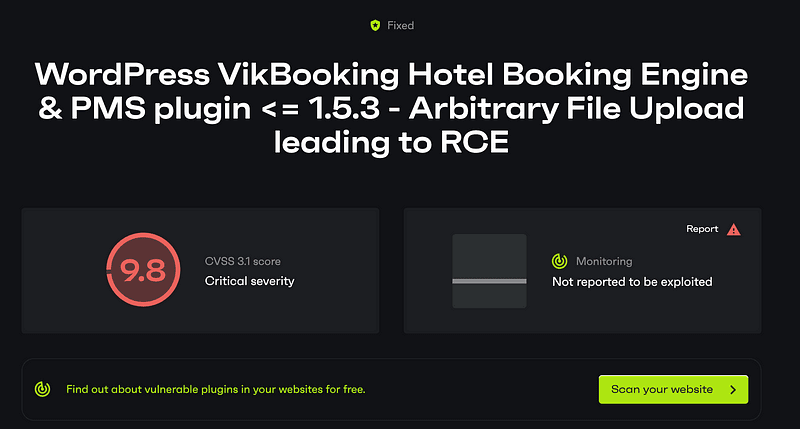 Fixed
WordPress VikBooking Hotel Booking Engine
& PMS plugin <= 1.5.3 - Arbitrary File Upload
leading to RCE
9.8
CVSS 3.1 score
Critical severity
Report
Monitoring
Not reported to be exploited
Find out about vulnerable plugins in your websites for free.
Scan your website